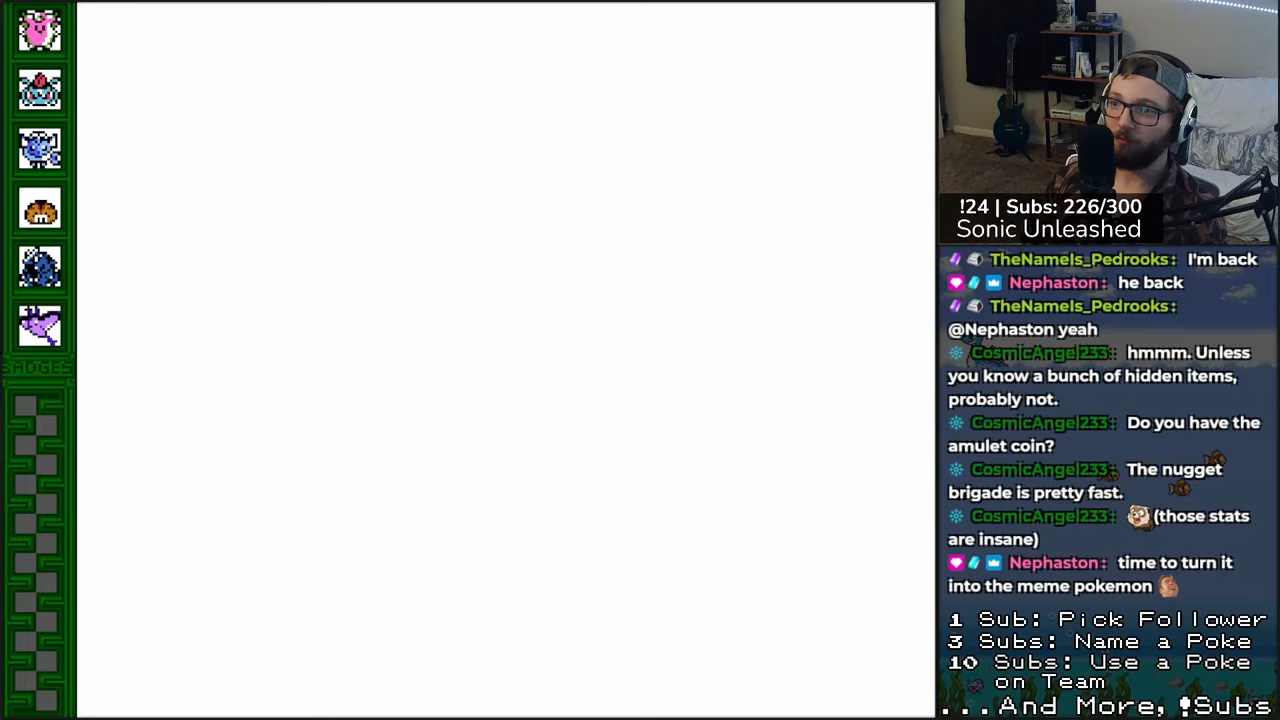 BADGES
!24 | Subs: 226/300
Sonic Unleashed
TheNameIs_Pedrooks: I'm back
Nephaston: he back
TheNameIs_Pedrooks:
@Nephaston yeah
CosmicAngel233: hmmm. Unless
you know a bunch of hidden items,
probably not.
CosmicAngel233: Do you have the
amulet coin?
CosmicAngel233: The nugget
brigade is pretty fast.
CosmicAngel233: (those stats
are insane)
Nephaston: time to turn it
into the meme pokemon
1 Sub: Pick Follower
3 Subs: Name a Poke
10 Subs: Use a Poke
on Team
...And More, !Subs